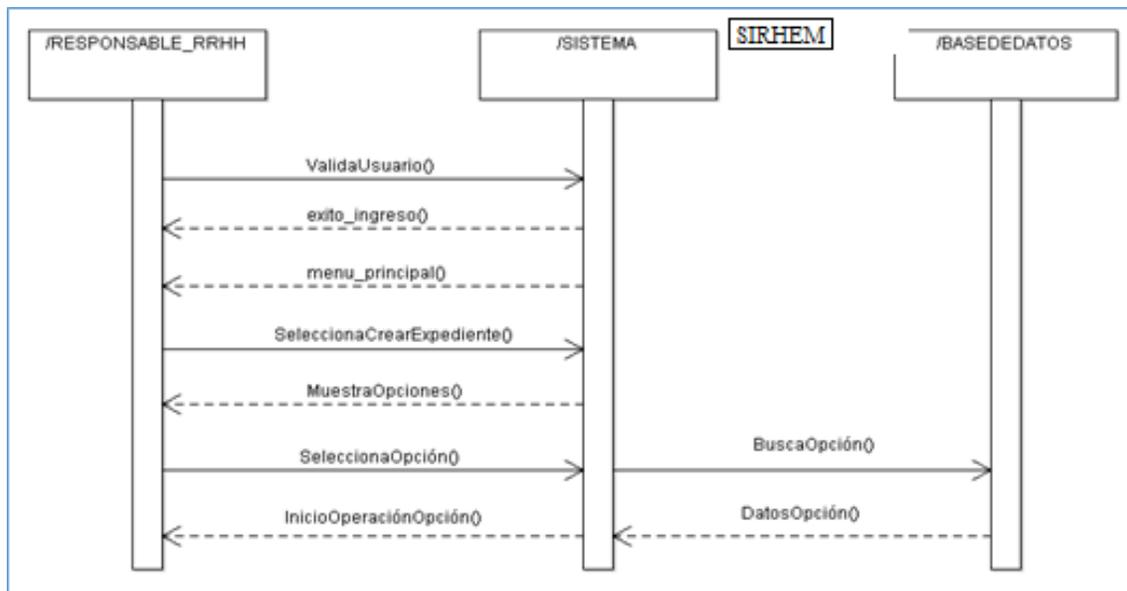 /RESPONSABLE_RRHH
/SISTEMA
SIRHEM
/BASEDEDATOS
ValidaUsuario()
exito_ingreso()
menu_principal()
SeleccionaCrearExpediente()
MuestraOpciones()
SeleccionaOpción()
BuscaOpción()
InicioOperaciónOpción()
DatosOpción()